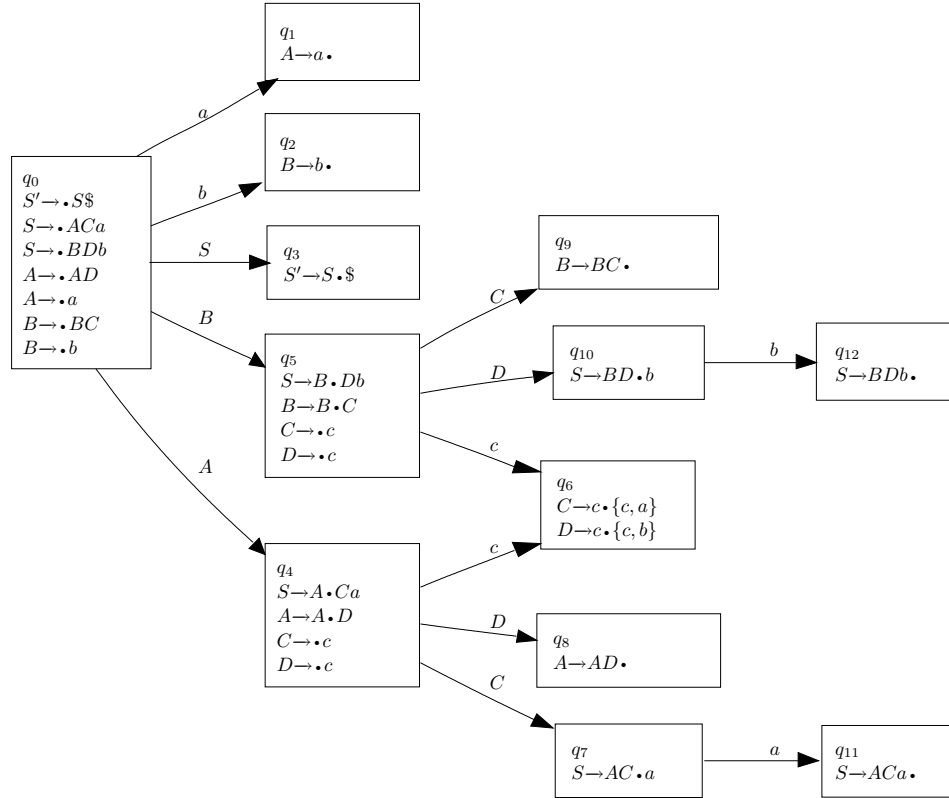 q₁
A→a•
a
q₂
B→b•
b
q₀
S′→•S$
S→•ACa
S→•BDb
A→•AD
A→•a
B→•BC
B→•b
S
q₃
S′→S•$
B
q₉
B→BC•
C
q₅
S→B•Db
B→B•C
C→•c
D→•c
D
q₁₀
S→BD•b
b
q₁₂
S→BDb•
c
q₆
C→c•{c, a}
D→c•{c, b}
A
c
q₄
S→A•Ca
A→A•D
C→•c
D→•c
D
q₈
A→AD•
C
q₇
S→AC•a
a
q₁₁
S→ACa•